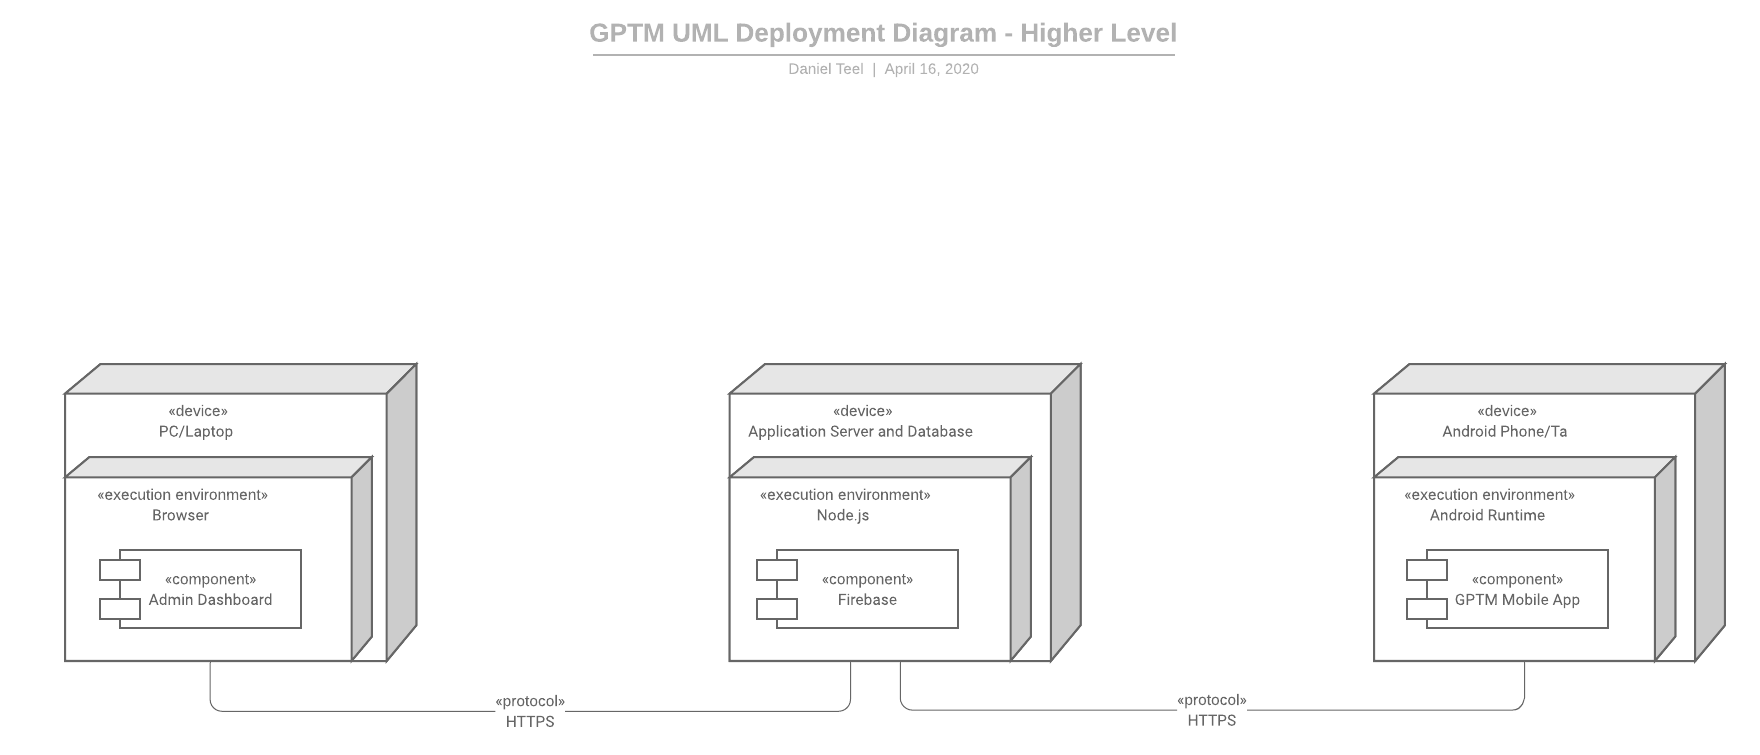 GPTM UML Deployment Diagram - Higher Level
Daniel Teel | April 16, 2020
«device»
PC/Laptop
«execution environment»
Browser
«component»
Admin Dashboard
«device»
Application Server and Database
«execution environment»
Node.js
«component»
Firebase
«device»
Android Phone/Ta
«execution environment»
Android Runtime
«component»
GPTM Mobile App
«protocol»
HTTPS
«protocol»
HTTPS